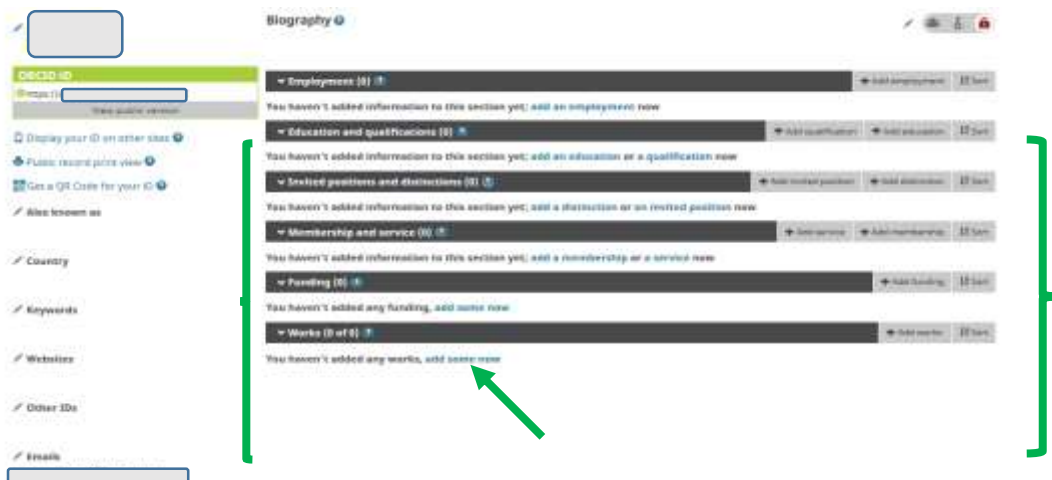 Biography
ORCID iD
View public version
Display your ID on other sites
Public record print view
Get a QR Code for your iD
Also known as
Country
Keywords
Websites
Other IDs
Emails
Employment (0)
Add employment
Sort
You haven't added information to this section yet; add an employment now
Education and qualifications (0)
Add qualification
Add education
Sort
You haven't added information to this section yet; add an education or a qualification now
Invited positions and distinctions (0)
Add invited position
Add distinction
Sort
You haven't added information to this section yet; add a distinction or an invited position now
Membership and service (0)
Add service
Add membership
Sort
You haven't added information to this section yet; add a membership or a service now
Funding (0)
Add funding
Sort
You haven't added any funding, add some now
Works (0 of 0)
Add works
Sort
You haven't added any works, add some now